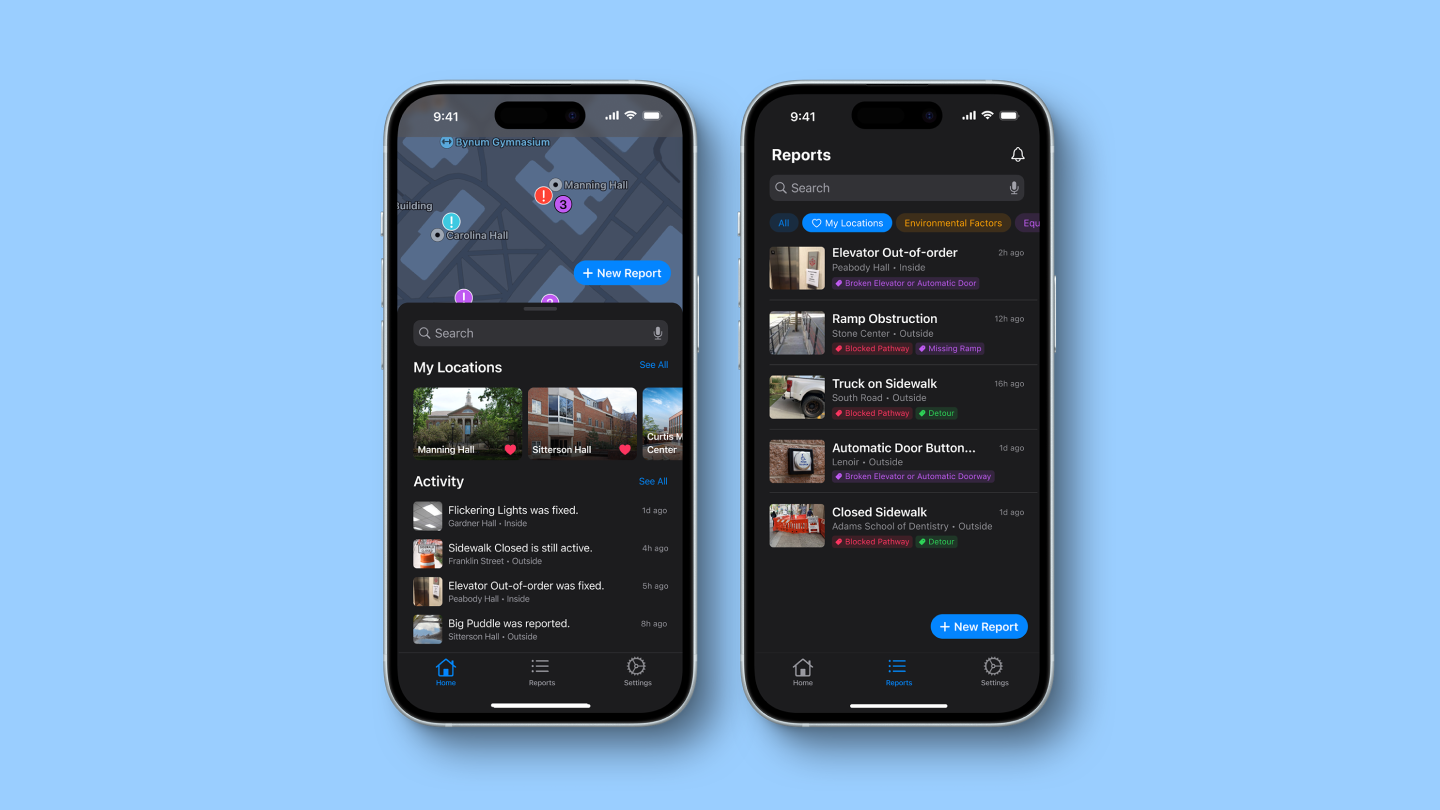 9:41
Bynum Gymnasium
Manning Hall
!
3
Building
!
Carolina Hall
+ New Report
!
Search
My Locations
See All
Manning Hall
Sitterson Hall
Curtis M
Center
Activity
See All
Flickering Lights was fixed.
1d ago
Gardner Hall • Inside
Sidewalk Closed is still active.
4h ago
Franklin Street • Outside
Elevator Out-of-order was fixed.
5h ago
Peabody Hall • Inside
Big Puddle was reported.
8h ago
Sitterson Hall • Outside
Home
Reports
Settings
9:41
Reports
Search
All
My Locations
Environmental Factors
Equ
Elevator Out-of-order
2h ago
Peabody Hall • Inside
Broken Elevator or Automatic Door
Ramp Obstruction
12h ago
Stone Center • Outside
Blocked Pathway
Missing Ramp
Truck on Sidewalk
16h ago
South Road • Outside
Blocked Pathway
Detour
Automatic Door Button...
1d ago
Lenoir • Outside
Broken Elevator or Automatic Doorway
Closed Sidewalk
1d ago
Adams School of Dentistry • Outside
Blocked Pathway
Detour
+ New Report
Home
Reports
Settings